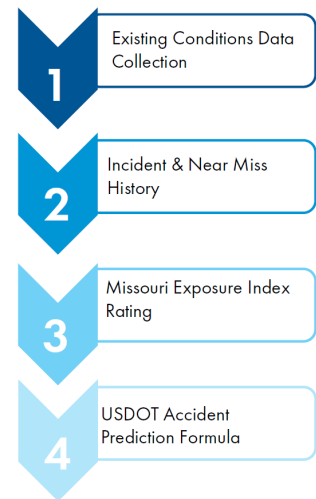 1
Existing Conditions Data
Collection
2
Incident & Near Miss
History
3
Missouri Exposure Index
Rating
4
USDOT Accident
Prediction Formula